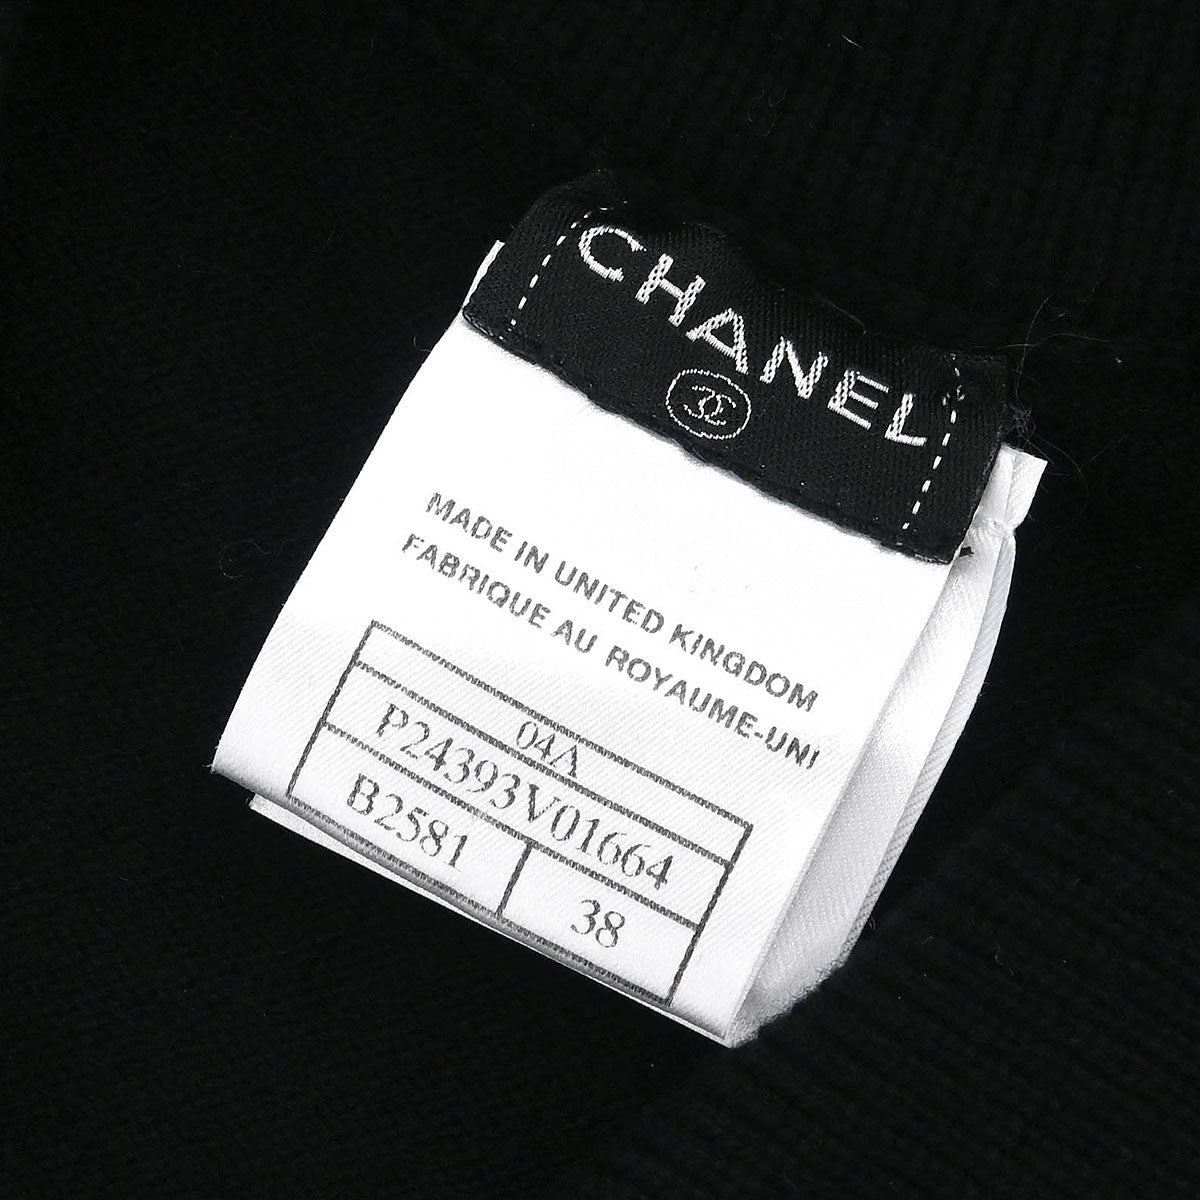 CHANEL
MADE IN UNITED KINGDOM
FABRIQUE AU ROYAUME-UNI
04A
P24393V01664
B2581
38